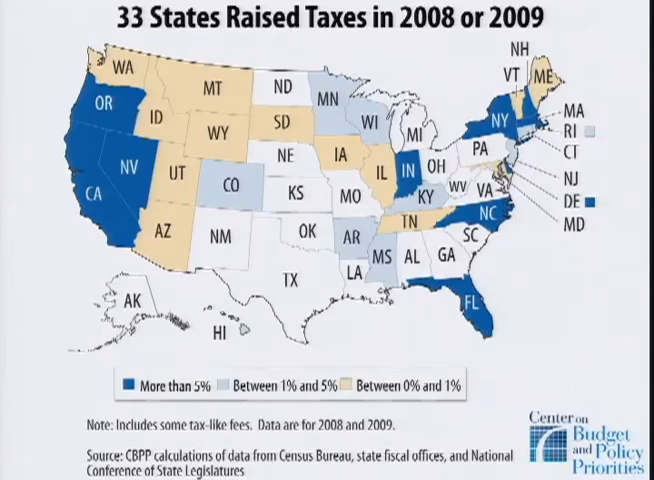 33 States Raised Taxes in 2008 or 2009
NH
VT
ME
WA
MT
ND
MN
OR
ID
SD
WI
MI
NY
MA
RI
CT
WY
IA
PA
NE
NV
UT
IL
IN
OH
NJ
CO
CA
KS
MO
KY
WV
VA
DE
MD
AZ
NM
OK
AR
TN
NC
SC
MS
AL
GA
TX
LA
AK
HI
FL
More than 5%
Between 1% and 5%
Between 0% and 1%
Note: Includes some tax-like fees. Data are for 2008 and 2009.
Source: CBPP calculations of data from Census Bureau, state fiscal offices, and National
Conference of State Legislatures
Center on
Budget
and Policy
Priorities